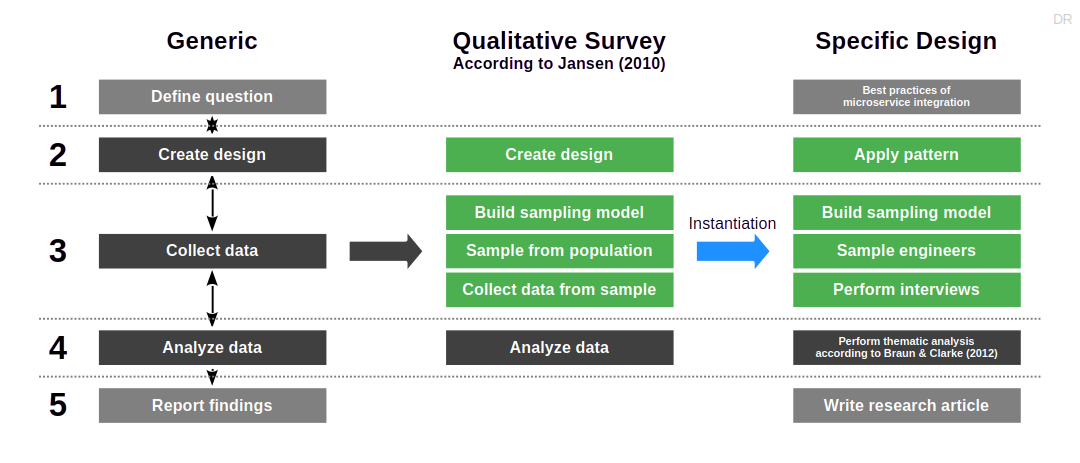 DR
Generic
Qualitative Survey
According to Jansen (2010)
Specific Design
1
Define question
Best practices of
microservice integration
2
Create design
Create design
Apply pattern
3
Collect data
Build sampling model
Sample from population
Collect data from sample
Instantiation
Build sampling model
Sample engineers
Perform interviews
4
Analyze data
Analyze data
Perform thematic analysis
according to Braun & Clarke (2012)
5
Report findings
Write research article